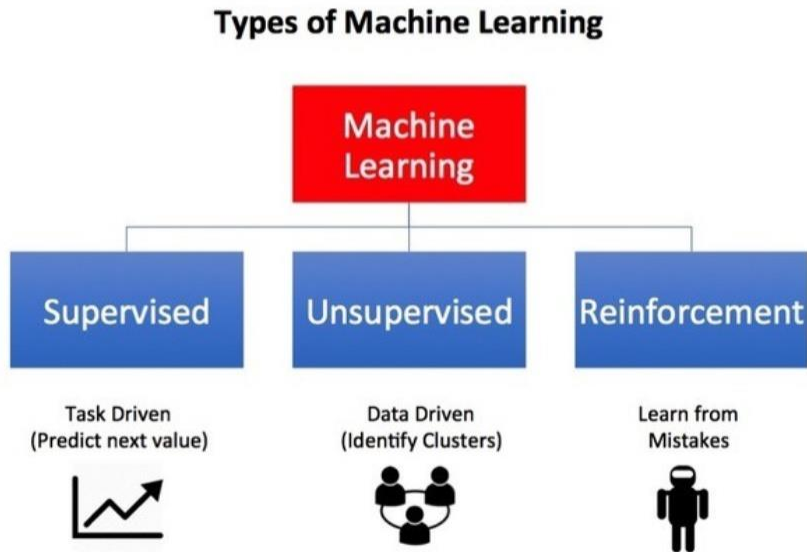 Types of Machine Learning
Machine
Learning
Supervised
Unsupervised
Reinforcement
Task Driven
(Predict next value)
Data Driven
(Identify Clusters)
Learn from
Mistakes